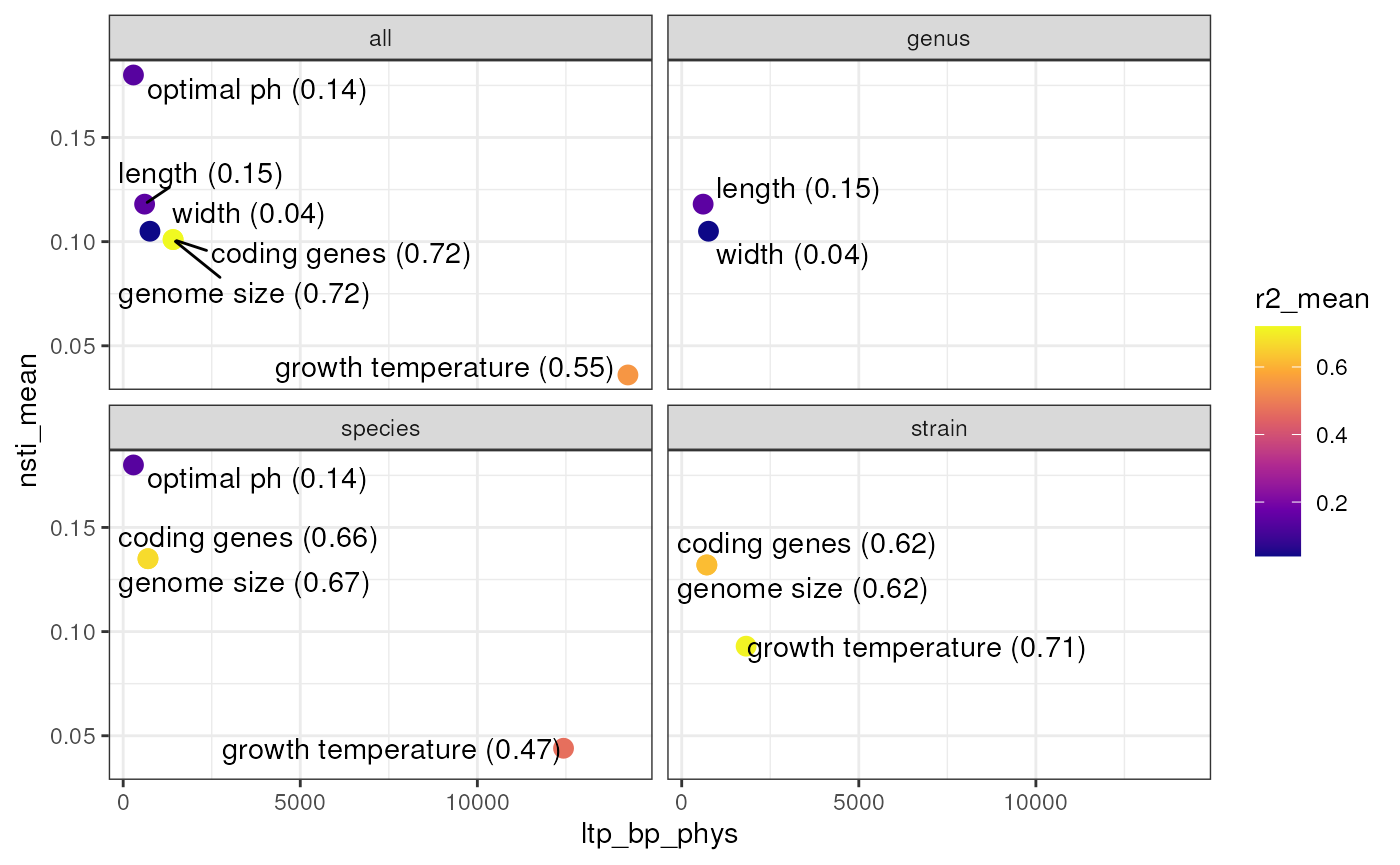 all
genus
optimal ph (0.14)
0.15
length (0.15)
width (0.04)
0.10
coding genes (0.72)
genome size (0.72)
0.05
growth temperature (0.55)
length (0.15)
width (0.04)
nsti_mean
species
strain
optimal ph (0.14)
0.15
coding genes (0.66)
genome size (0.67)
0.10
0.05
growth temperature (0.47)
coding genes (0.62)
genome size (0.62)
growth temperature (0.71)
0
5000
10000
0
5000
10000
ltp_bp_phys
r2_mean
0.6
0.4
0.2